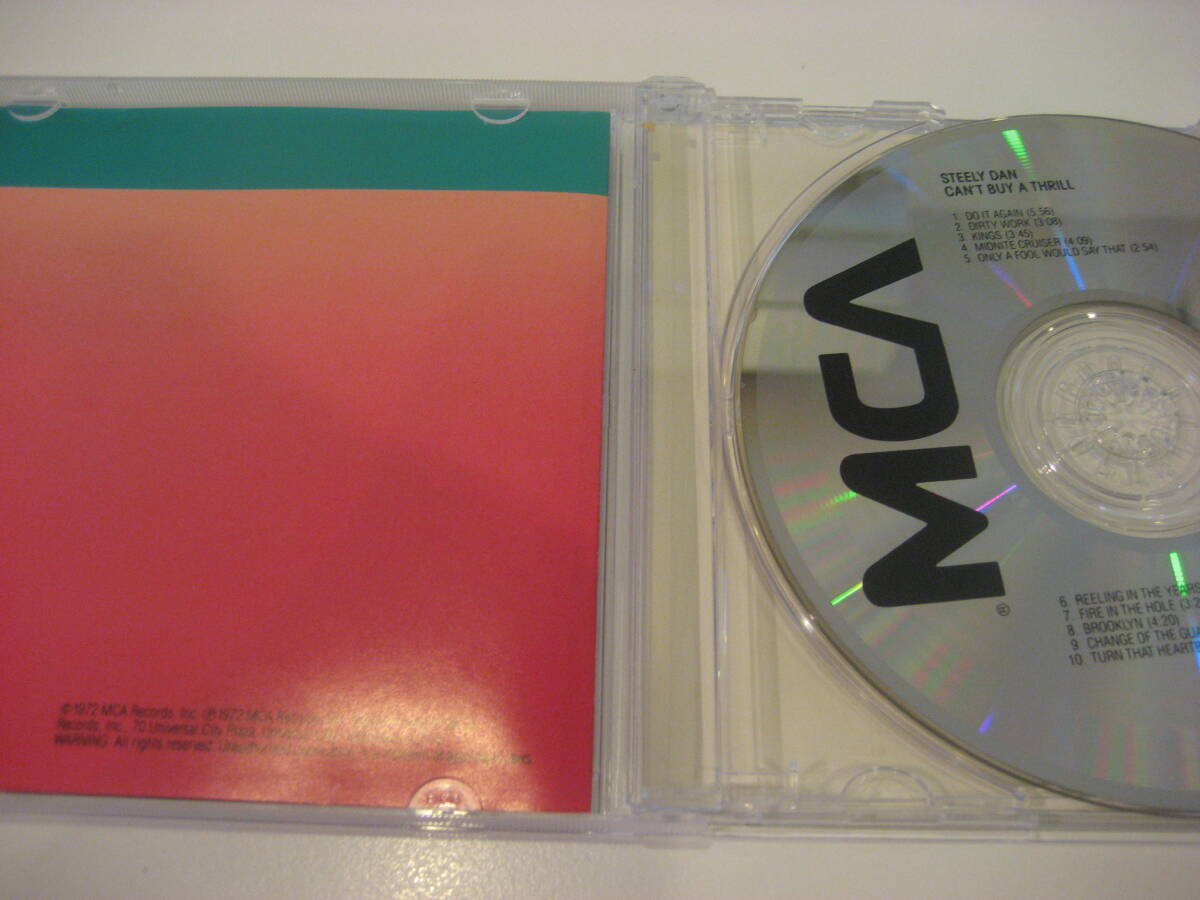 STEELY DAN
CAN'T BUY A THRILL
1. DO IT AGAIN (5:56)
2. DIRTY WORK (3:08)
3. KINGS (3:45)
4. MIDNITE CRUISER (4:09)
5. ONLY A FOOL WOULD SAY THAT (2:54)
MCA
®
6. REELING IN THE YEARS
7. FIRE IN THE HOLE
8. BROOKLYN (4:20)
9. CHANGE OF THE
10. TURN THAT
©1972 MCA Records, Inc. ℗1972 MCA
Records, Inc., 70 Universal City Plaza,
WARNING: All rights reserved.